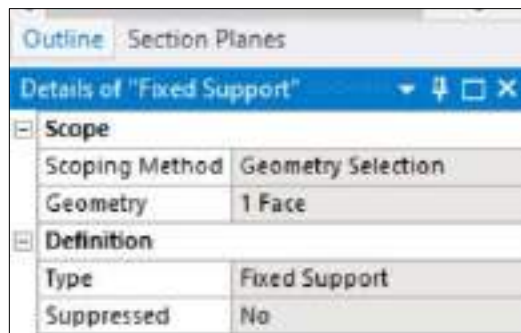 Outline Section Planes
Details of "Fixed Support"
Scope
Scoping Method Geometry Selection
Geometry 1 Face
Definition
Type Fixed Support
Suppressed No